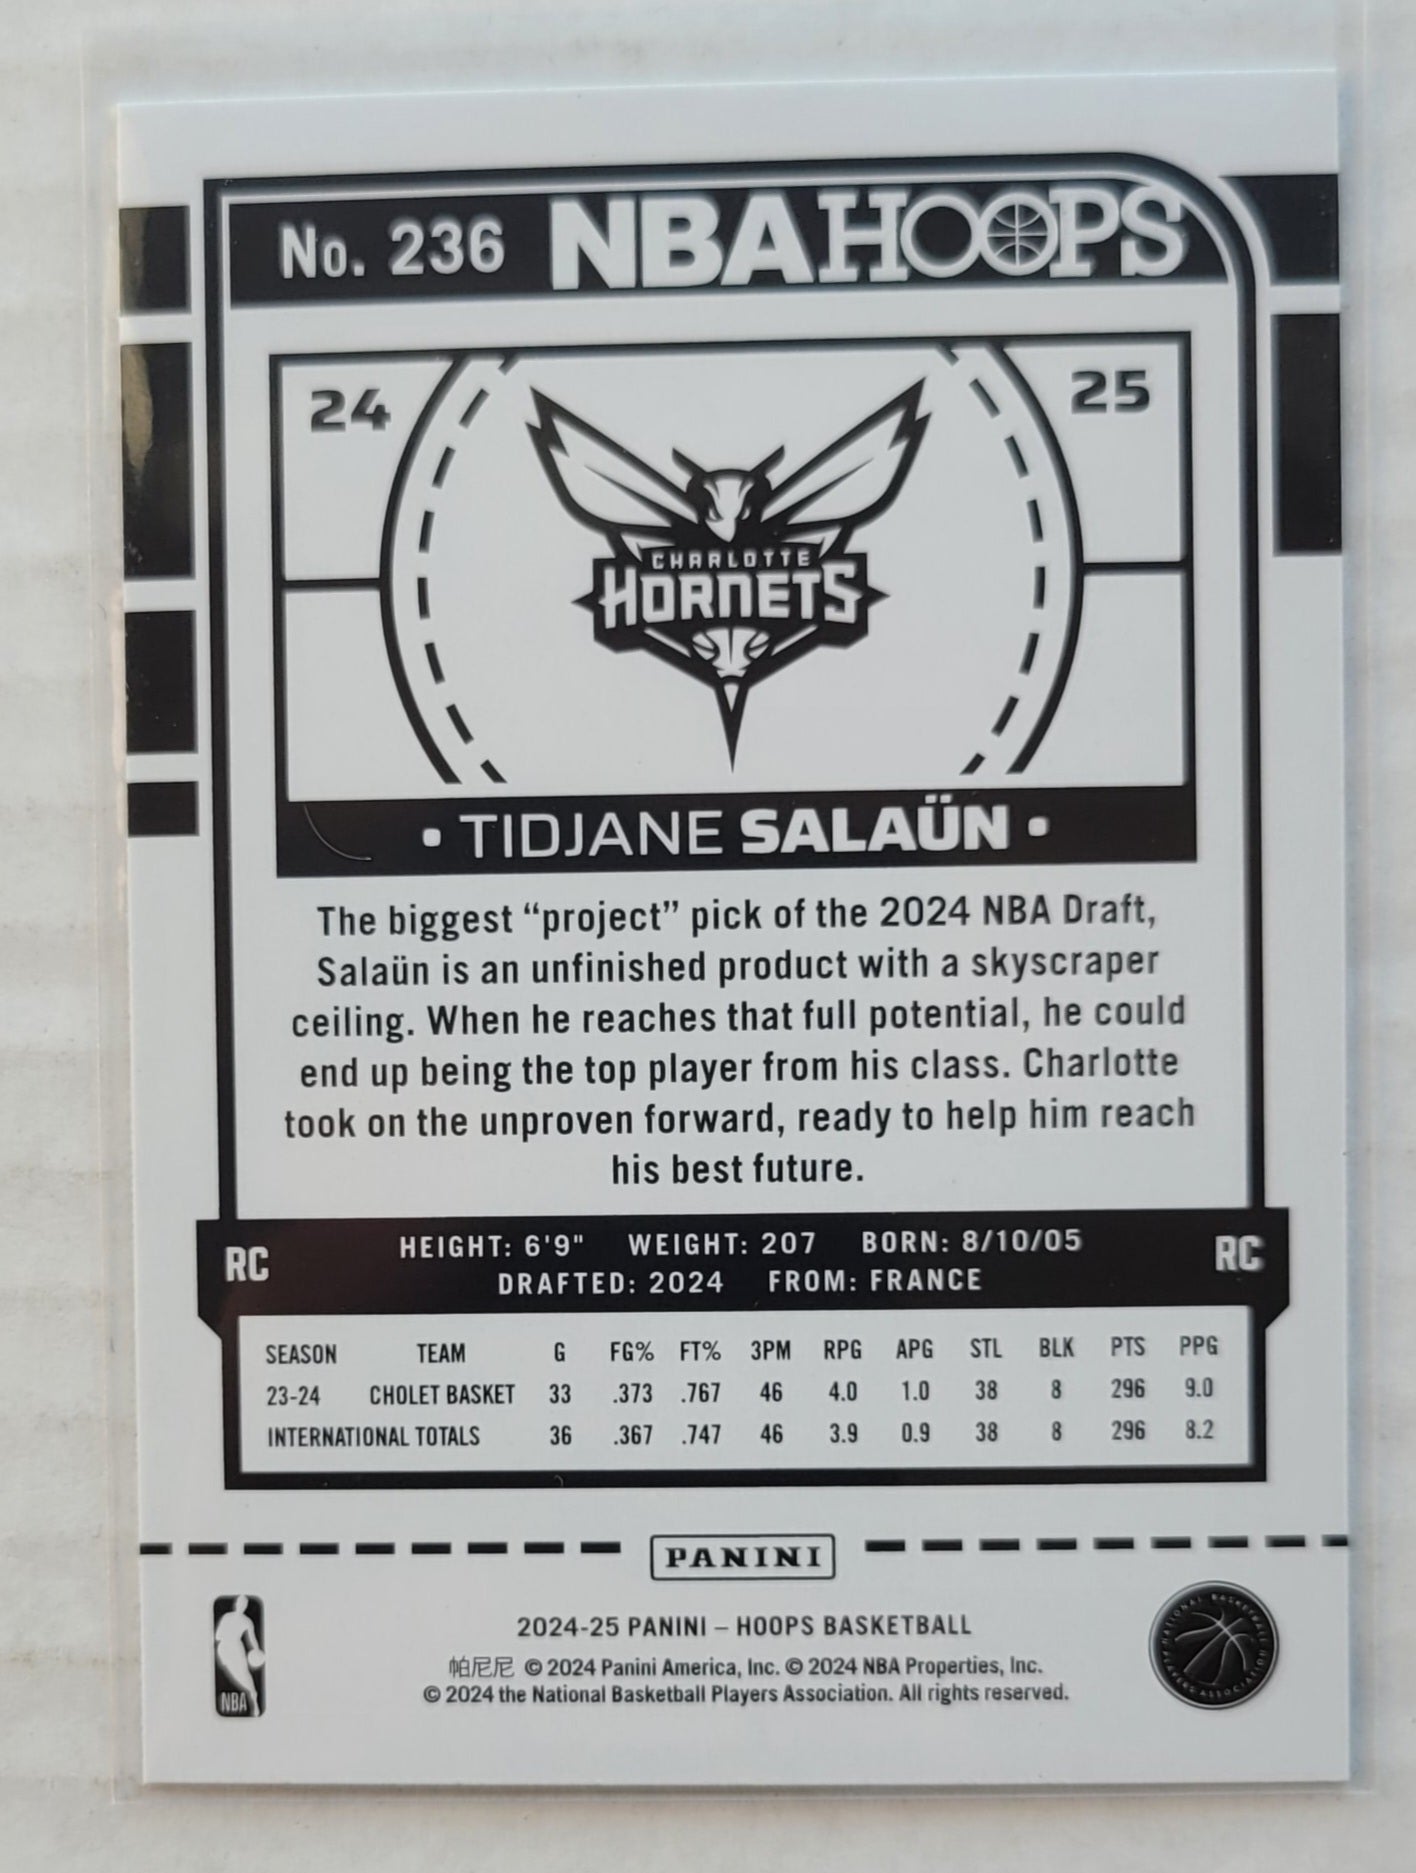 No. 236 NBA HOOPS
24 25
CHARLOTTE
HORNETS
• TIDJANE SALAÜN •
The biggest “project” pick of the 2024 NBA Draft,
Salaün is an unfinished product with a skyscraper
ceiling. When he reaches that full potential, he could
end up being the top player from his class. Charlotte
took on the unproven forward, ready to help him reach
his best future.
RC HEIGHT: 6'9" WEIGHT: 207 BORN: 8/10/05 RC
DRAFTED: 2024 FROM: FRANCE
SEASON TEAM G FG% FT% 3PM RPG APG STL BLK PTS PPG
23-24 CHOLET BASKET 33 .373 .767 46 4.0 1.0 38 8 296 9.0
INTERNATIONAL TOTALS 36 .367 .747 46 3.9 0.9 38 8 296 8.2
PANINI
2024-25 PANINI – HOOPS BASKETBALL
帕尼尼 © 2024 Panini America, Inc. © 2024 NBA Properties, Inc.
© 2024 the National Basketball Players Association. All rights reserved.
NBA
NATIONAL BASKETBALL PLAYERS ASSOCIATION